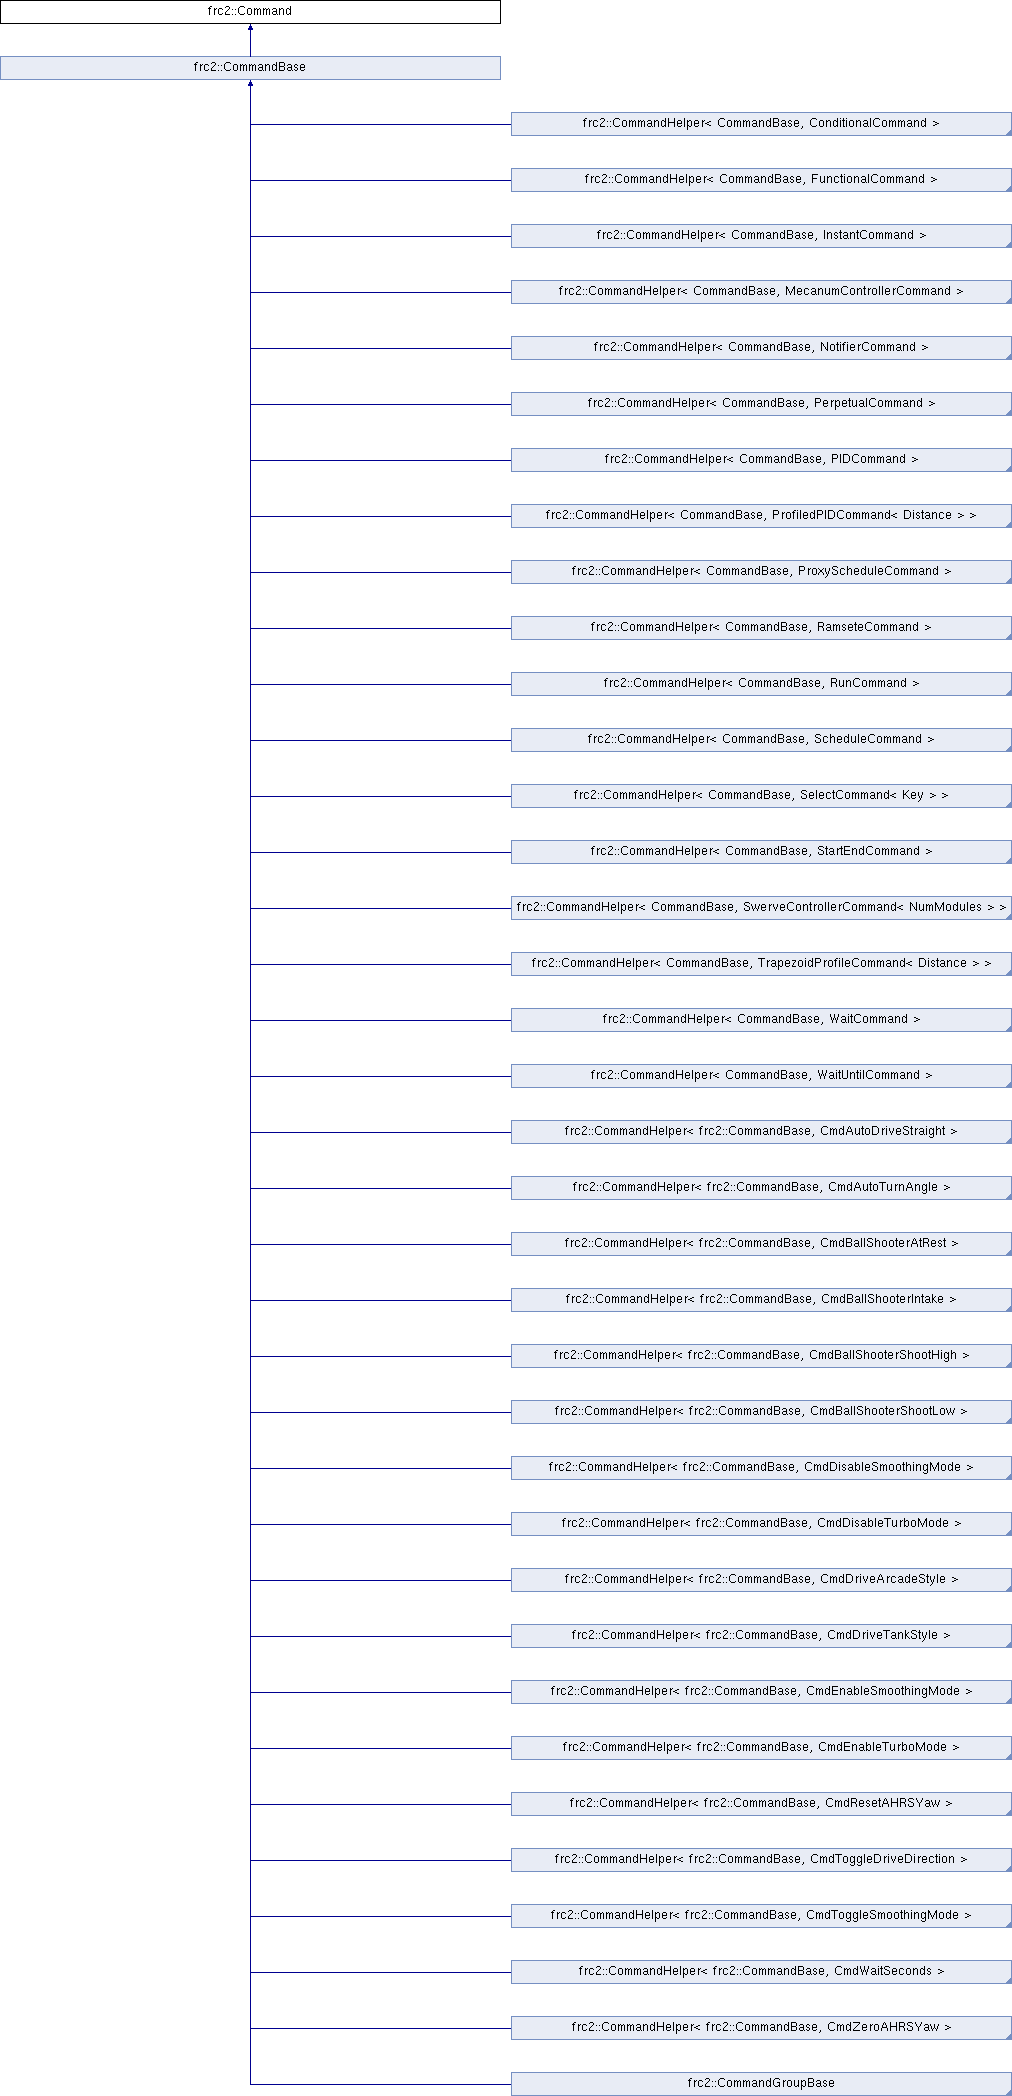 frc2::Command
frc2::CommandBase
frc2::CommandHelper< CommandBase, ConditionalCommand >
frc2::CommandHelper< CommandBase, FunctionalCommand >
frc2::CommandHelper< CommandBase, InstantCommand >
frc2::CommandHelper< CommandBase, MecanumControllerCommand >
frc2::CommandHelper< CommandBase, NotifierCommand >
frc2::CommandHelper< CommandBase, PerpetualCommand >
frc2::CommandHelper< CommandBase, PIDCommand >
frc2::CommandHelper< CommandBase, ProfiledPIDCommand< Distance > >
frc2::CommandHelper< CommandBase, ProxyScheduleCommand >
frc2::CommandHelper< CommandBase, RamseteCommand >
frc2::CommandHelper< CommandBase, RunCommand >
frc2::CommandHelper< CommandBase, ScheduleCommand >
frc2::CommandHelper< CommandBase, SelectCommand< Key > >
frc2::CommandHelper< CommandBase, StartEndCommand >
frc2::CommandHelper< CommandBase, SwerveControllerCommand< NumModules > >
frc2::CommandHelper< CommandBase, TrapezoidProfileCommand< Distance > >
frc2::CommandHelper< CommandBase, WaitCommand >
frc2::CommandHelper< CommandBase, WaitUntilCommand >
frc2::CommandHelper< frc2::CommandBase, CmdAutoDriveStraight >
frc2::CommandHelper< frc2::CommandBase, CmdAutoTurnAngle >
frc2::CommandHelper< frc2::CommandBase, CmdBallShooterAtRest >
frc2::CommandHelper< frc2::CommandBase, CmdBallShooterIntake >
frc2::CommandHelper< frc2::CommandBase, CmdBallShooterShootHigh >
frc2::CommandHelper< frc2::CommandBase, CmdBallShooterShootLow >
frc2::CommandHelper< frc2::CommandBase, CmdDisableSmoothingMode >
frc2::CommandHelper< frc2::CommandBase, CmdDisableTurboMode >
frc2::CommandHelper< frc2::CommandBase, CmdDriveArcadeStyle >
frc2::CommandHelper< frc2::CommandBase, CmdDriveTankStyle >
frc2::CommandHelper< frc2::CommandBase, CmdEnableSmoothingMode >
frc2::CommandHelper< frc2::CommandBase, CmdEnableTurboMode >
frc2::CommandHelper< frc2::CommandBase, CmdResetAHRSYaw >
frc2::CommandHelper< frc2::CommandBase, CmdToggleDriveDirection >
frc2::CommandHelper< frc2::CommandBase, CmdToggleSmoothingMode >
frc2::CommandHelper< frc2::CommandBase, CmdWaitSeconds >
frc2::CommandHelper< frc2::CommandBase, CmdZeroAHRSYaw >
frc2::CommandGroupBase